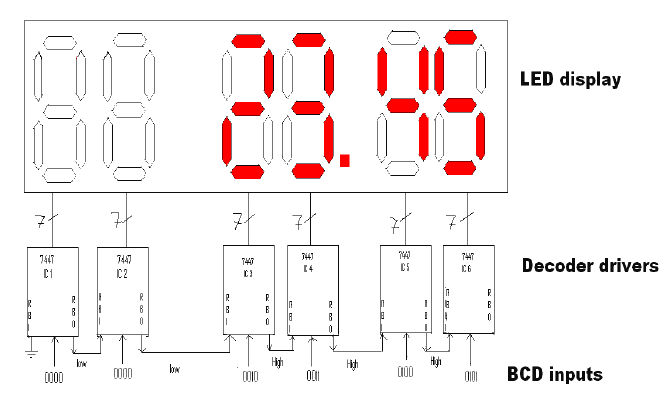 LED display
7 7 7 7 7 7
7447 7447 7447 7447 7447 7447
IC 1 IC 2 IC 3 IC 4 IC 5 IC 6
Decoder drivers
RBI RBO RBI RBO RBI RBO RBI RBO RBI RBO RBI RBO
low low High High High
0000 0000 0010 0011 0100 0101
BCD inputs